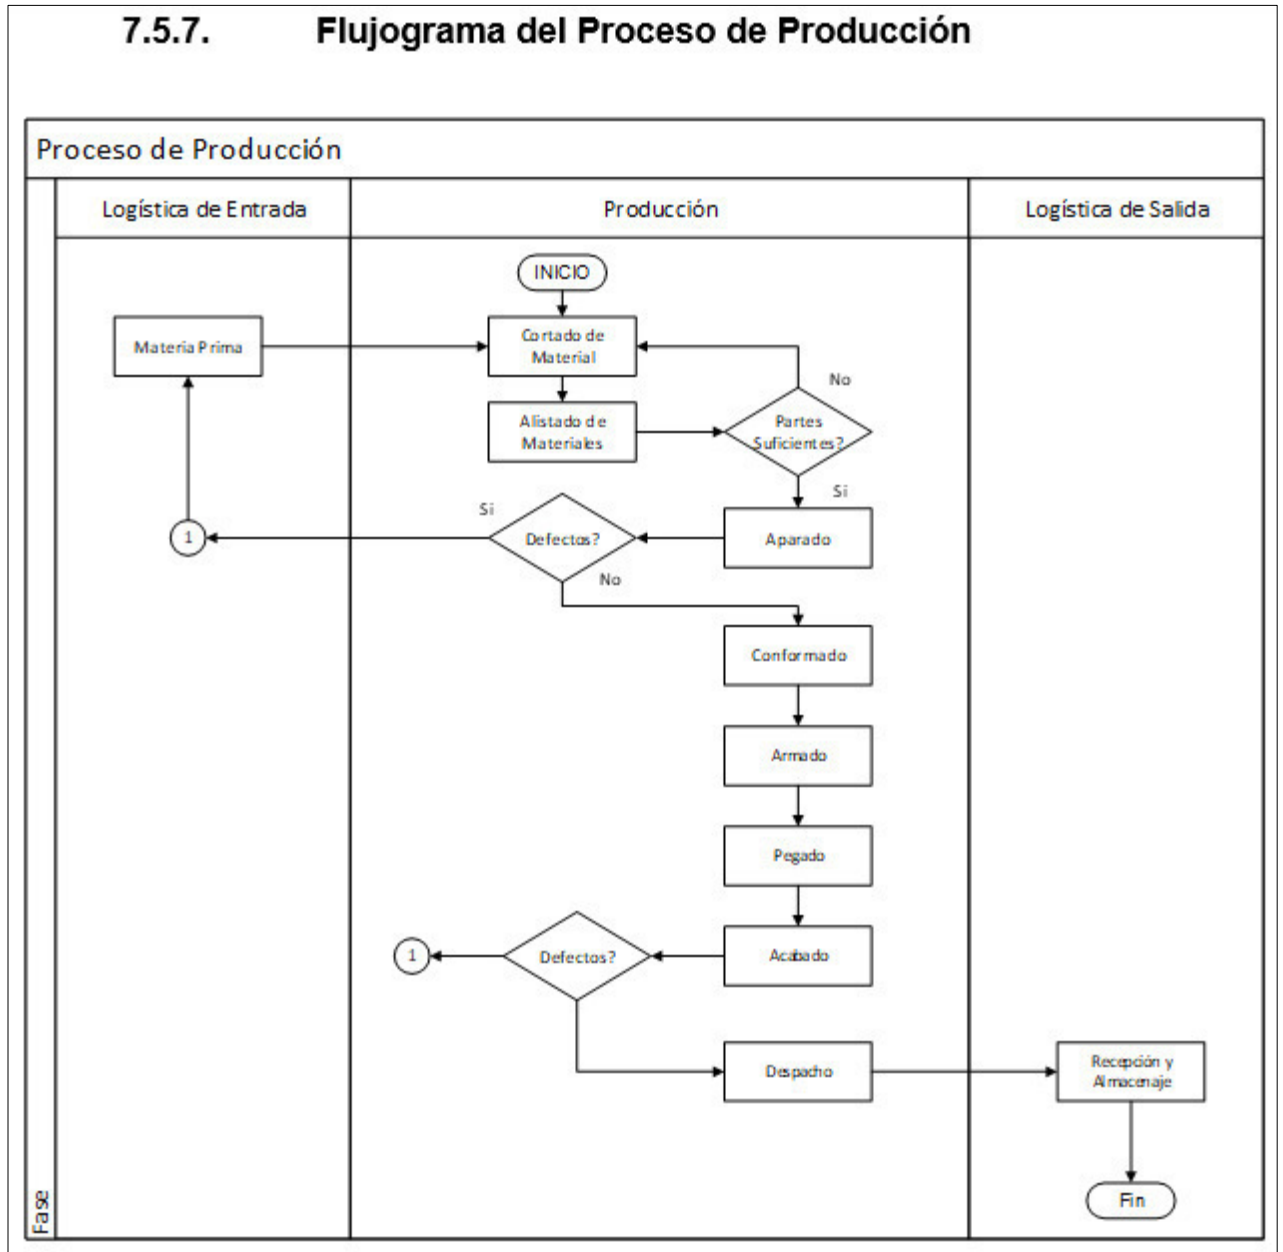 7.5.7. Flujograma del Proceso de Producción
Proceso de Producción
Logística de Entrada
Producción
Logística de Salida
INICIO
Materia Prima
Cortado de
Material
No
Alistado de
Materiales
Partes
Suficientes?
Si
Si
1
Defectos?
Aparado
No
Conformado
Armado
Pegado
1
Defectos?
Acabado
Despacho
Recepción y
Almacenaje
Fin
Fase